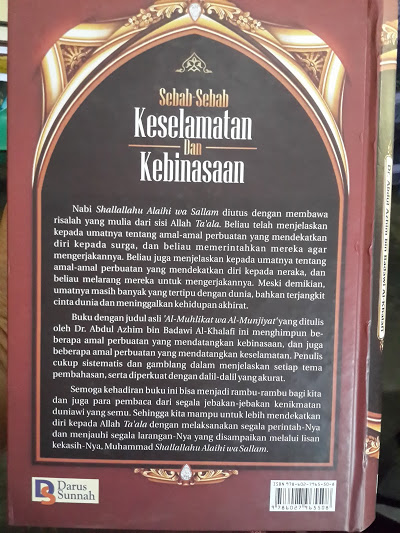 Sebab-Sebab
Keselamatan
Dan
Kebinasaan
Nabi Shallallahu Alaihi wa Sallam diutus dengan membawa
risalah yang mulia dari sisi Allah Ta'ala. Beliau telah menjelaskan
kepada umatnya tentang amal-amal perbuatan yang mendekatkan
diri kepada surga, dan beliau memerintahkan mereka agar
mengerjakannya. Beliau juga menjelaskan kepada umatnya tentang
amal-amal perbuatan yang mendekatkan diri kepada neraka, dan
beliau melarang mereka untuk mengerjakannya. Meski demikian,
umatnya masih banyak yang tertipu dengan dunia, bahkan terjangkit
cinta dunia dan meninggalkan kehidupan akhirat.
Buku dengan judul asli 'Al-Muhlikat wa Al-Munjiyat' yang ditulis
oleh Dr. Abdul Azhim bin Badawi Al-Khalafi ini menghimpun be-
berapa amal perbuatan yang mendatangkan kebinasaan, dan juga
beberapa amal perbuatan yang mendatangkan keselamatan. Penulis
cukup sistematis dan gamblang dalam menjelaskan setiap tema
pembahasan, serta diperkuat dengan dalil-dalil yang akurat.
Semoga kehadiran buku ini bisa menjadi rambu-rambu bagi kita
dan juga para pembaca dari segala jebakan-jebakan kenikmatan
duniawi yang semu. Sehingga kita mampu untuk lebih mendekatkan
diri kepada Allah Ta'ala dengan melaksanakan segala perintah-Nya
dan menjauhi segala larangan-Nya yang disampaikan melalui lisan
kekasih-Nya, Muhammad Shallallahu Alaihi wa Sallam.
DS Darus
Sunnah
ISBN 978-602-7965-50-8
9 786027 965508
Dr. Abdul Azhim bin Badawi Al-Khalafi